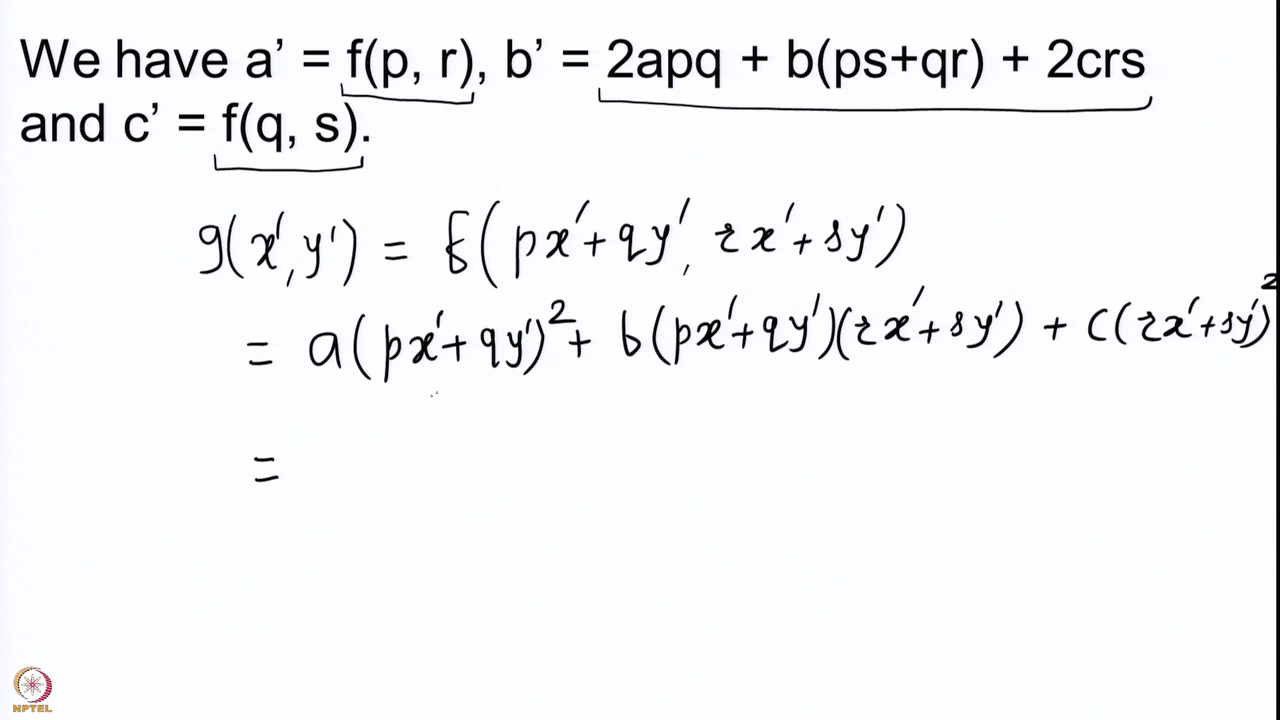 We have a’ = f(p, r), b’ = 2apq + b(ps+qr) + 2crs
and c’ = f(q, s).
g(x', y') = f(px'+qy', rx'+sy')
= a(px'+qy')² + b(px'+qy')(rx'+sy') + c(rx'+sy')²
=
NPTEL